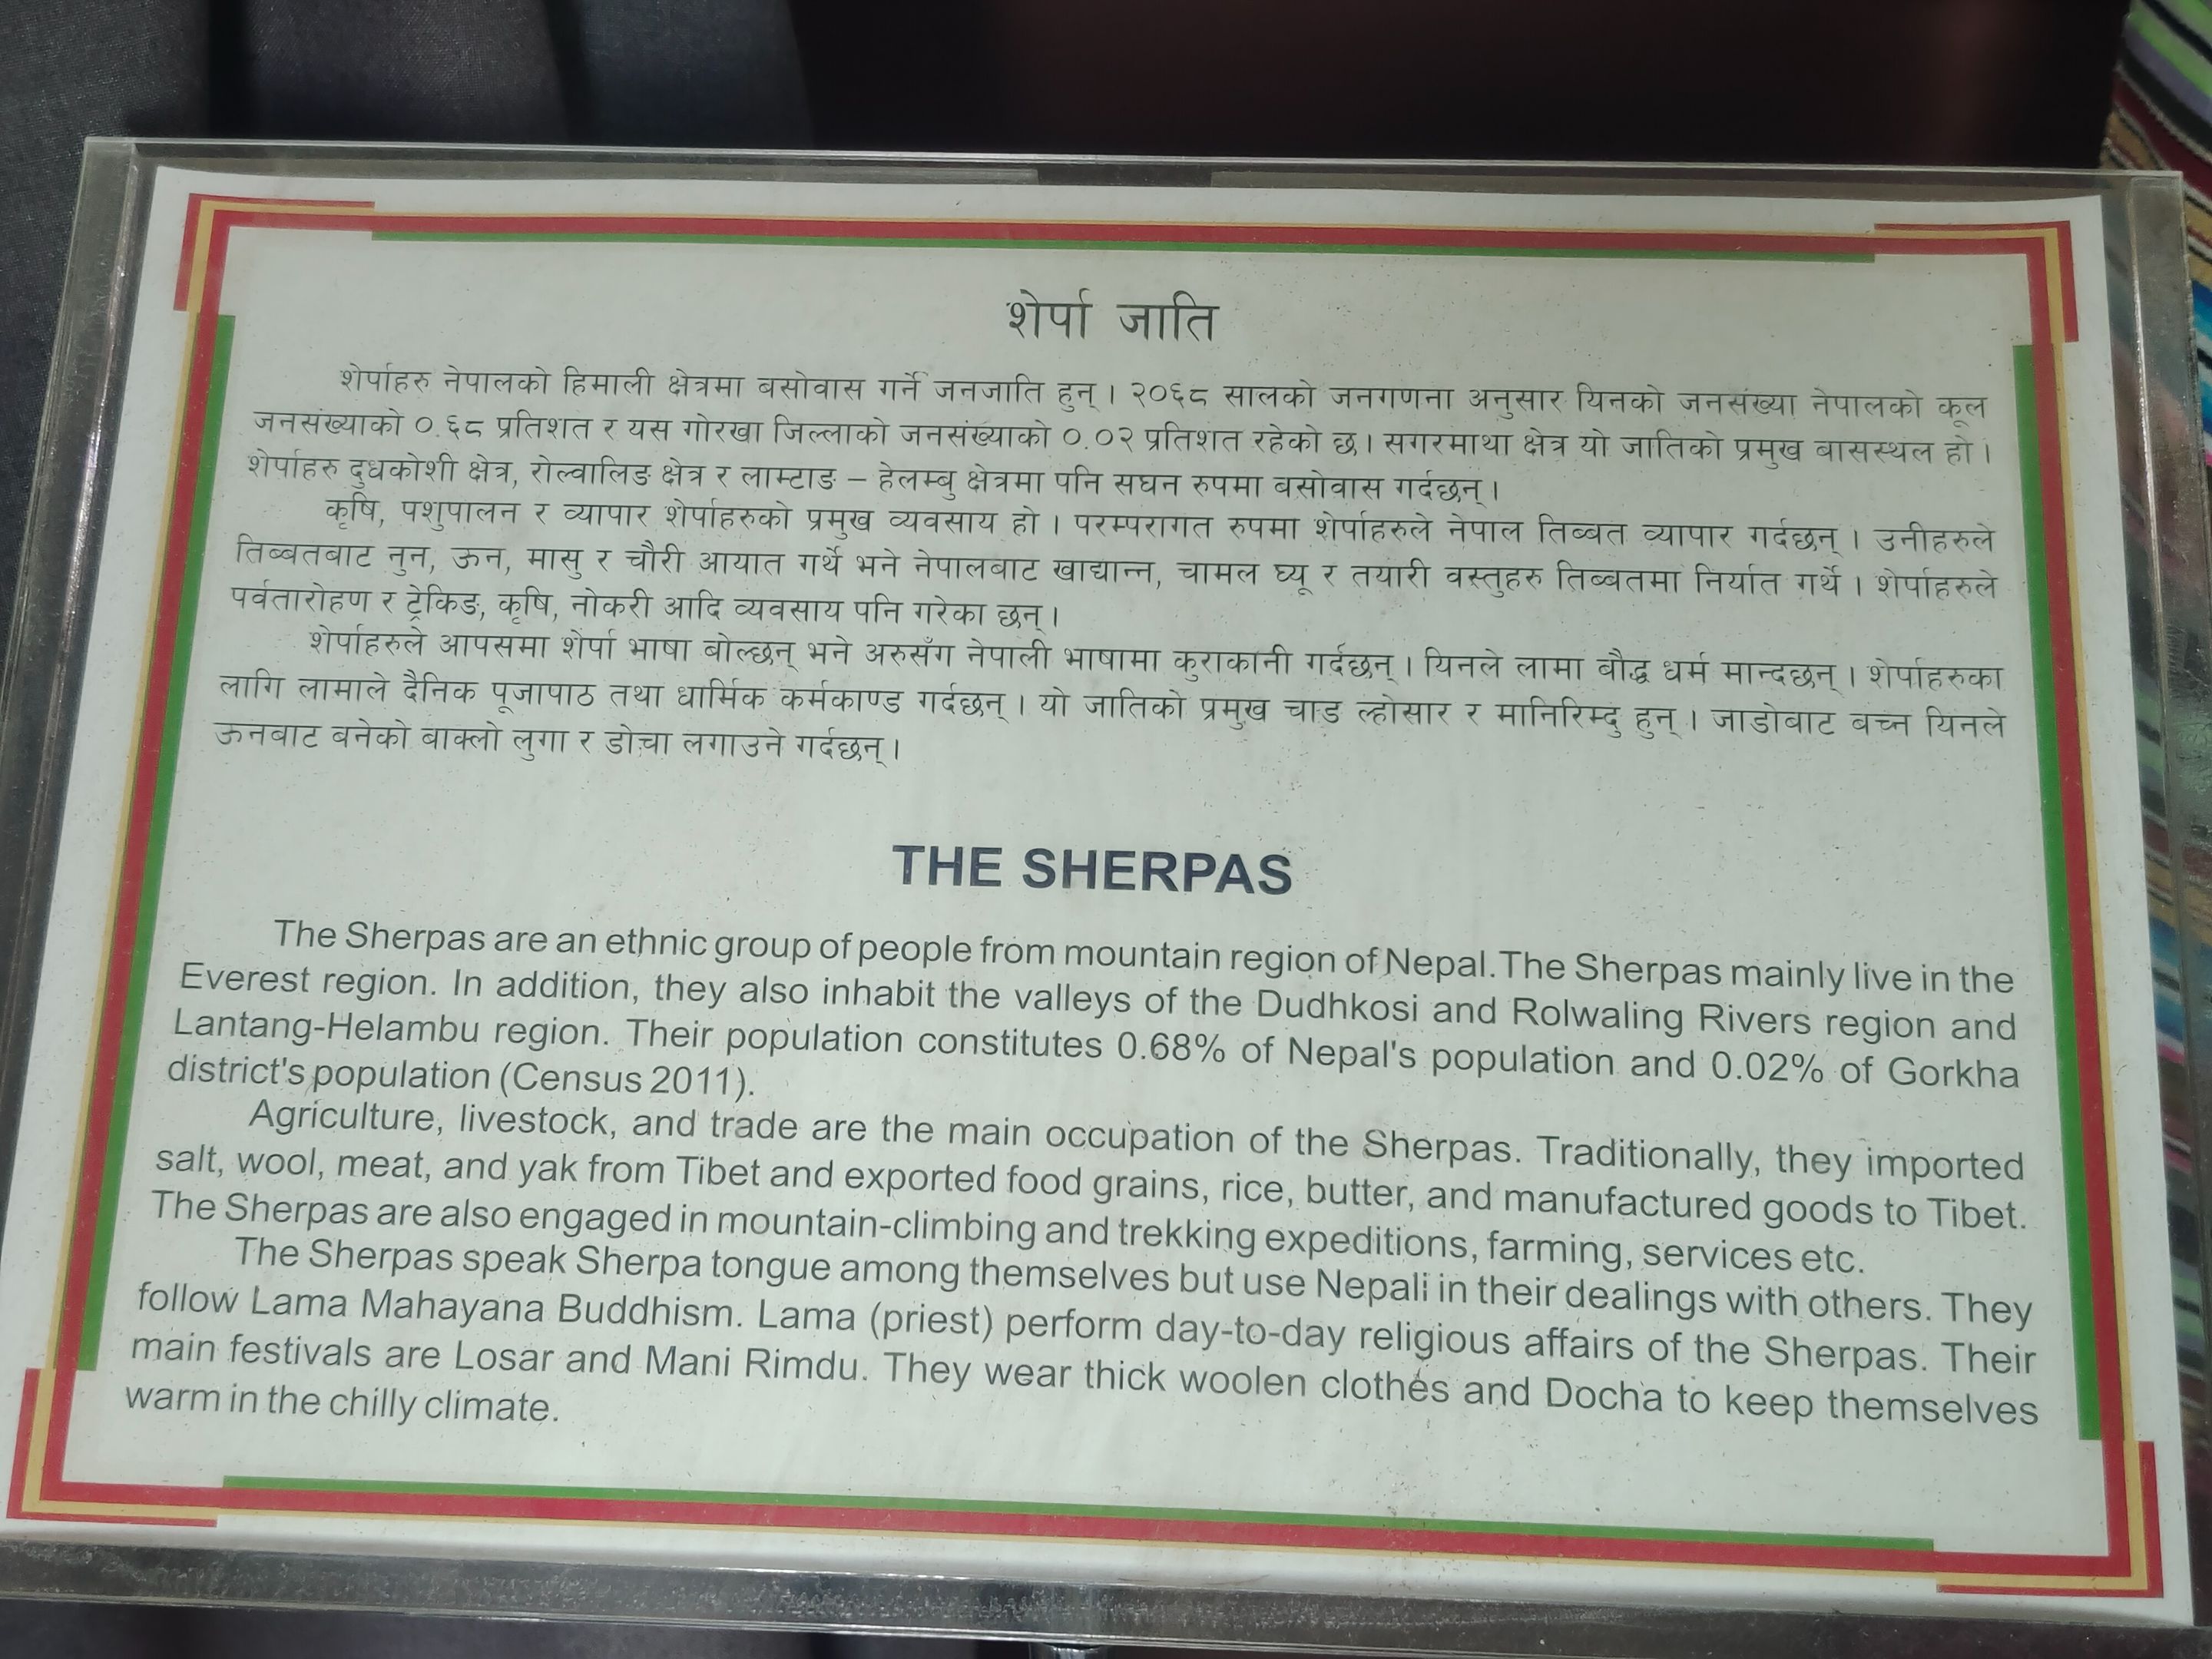 शेर्पा जाति
शेर्पाहरु नेपालको हिमाली क्षेत्रमा बसोवास गर्ने जनजाति हुन् । २०६८ सालको जनगणना अनुसार यिनको जनसंख्या नेपालको कूल
जनसंख्याको ०.६८ प्रतिशत र यस गोरखा जिल्लाको जनसंख्याको ०.०२ प्रतिशत रहेको छ । सगरमाथा क्षेत्र यो जातिको प्रमुख बासस्थल हो ।
शेर्पाहरु दुधकोशी क्षेत्र, रोल्वालिङ क्षेत्र र लाम्टाङ – हेलम्बु क्षेत्रमा पनि सघन रुपमा बसोवास गर्दछन् ।
कृषि, पशुपालन र व्यापार शेर्पाहरुको प्रमुख व्यवसाय हो । परम्परागत रुपमा शेर्पाहरुले नेपाल तिब्बत व्यापार गर्दछन् । उनीहरुले
तिब्बतबाट नुन, ऊन, मासु र चौरी आयात गर्थे भने नेपालबाट खाद्यान्न, चामल घ्यू र तयारी वस्तुहरु तिब्बतमा निर्यात गर्थे । शेर्पाहरुले
पर्वतारोहण र ट्रेकिङ, कृषि, नोकरी आदि व्यवसाय पनि गरेका छन् ।
शेर्पाहरुले आपसमा शेर्पा भाषा बोल्छन् भने अरुसँग नेपाली भाषामा कुराकानी गर्दछन् । यिनले लामा बौद्ध धर्म मान्दछन् । शेर्पाहरुका
लागि लामाले दैनिक पूजापाठ तथा धार्मिक कर्मकाण्ड गर्दछन् । यो जातिको प्रमुख चाड ल्होसार र मानिरिम्दु हुन् । जाडोबाट बच्न यिनले
ऊनबाट बनेको बाक्लो लुगा र डोचा लगाउने गर्दछन् ।
THE SHERPAS
The Sherpas are an ethnic group of people from mountain region of Nepal.The Sherpas mainly live in the
Everest region. In addition, they also inhabit the valleys of the Dudhkosi and Rolwaling Rivers region and
Lantang-Helambu region. Their population constitutes 0.68% of Nepal's population and 0.02% of Gorkha
district's population (Census 2011).
Agriculture, livestock, and trade are the main occupation of the Sherpas. Traditionally, they imported
salt, wool, meat, and yak from Tibet and exported food grains, rice, butter, and manufactured goods to Tibet.
The Sherpas are also engaged in mountain-climbing and trekking expeditions, farming, services etc.
The Sherpas speak Sherpa tongue among themselves but use Nepali in their dealings with others. They
follow Lama Mahayana Buddhism. Lama (priest) perform day-to-day religious affairs of the Sherpas. Their
main festivals are Losar and Mani Rimdu. They wear thick woolen clothes and Docha to keep themselves
warm in the chilly climate.